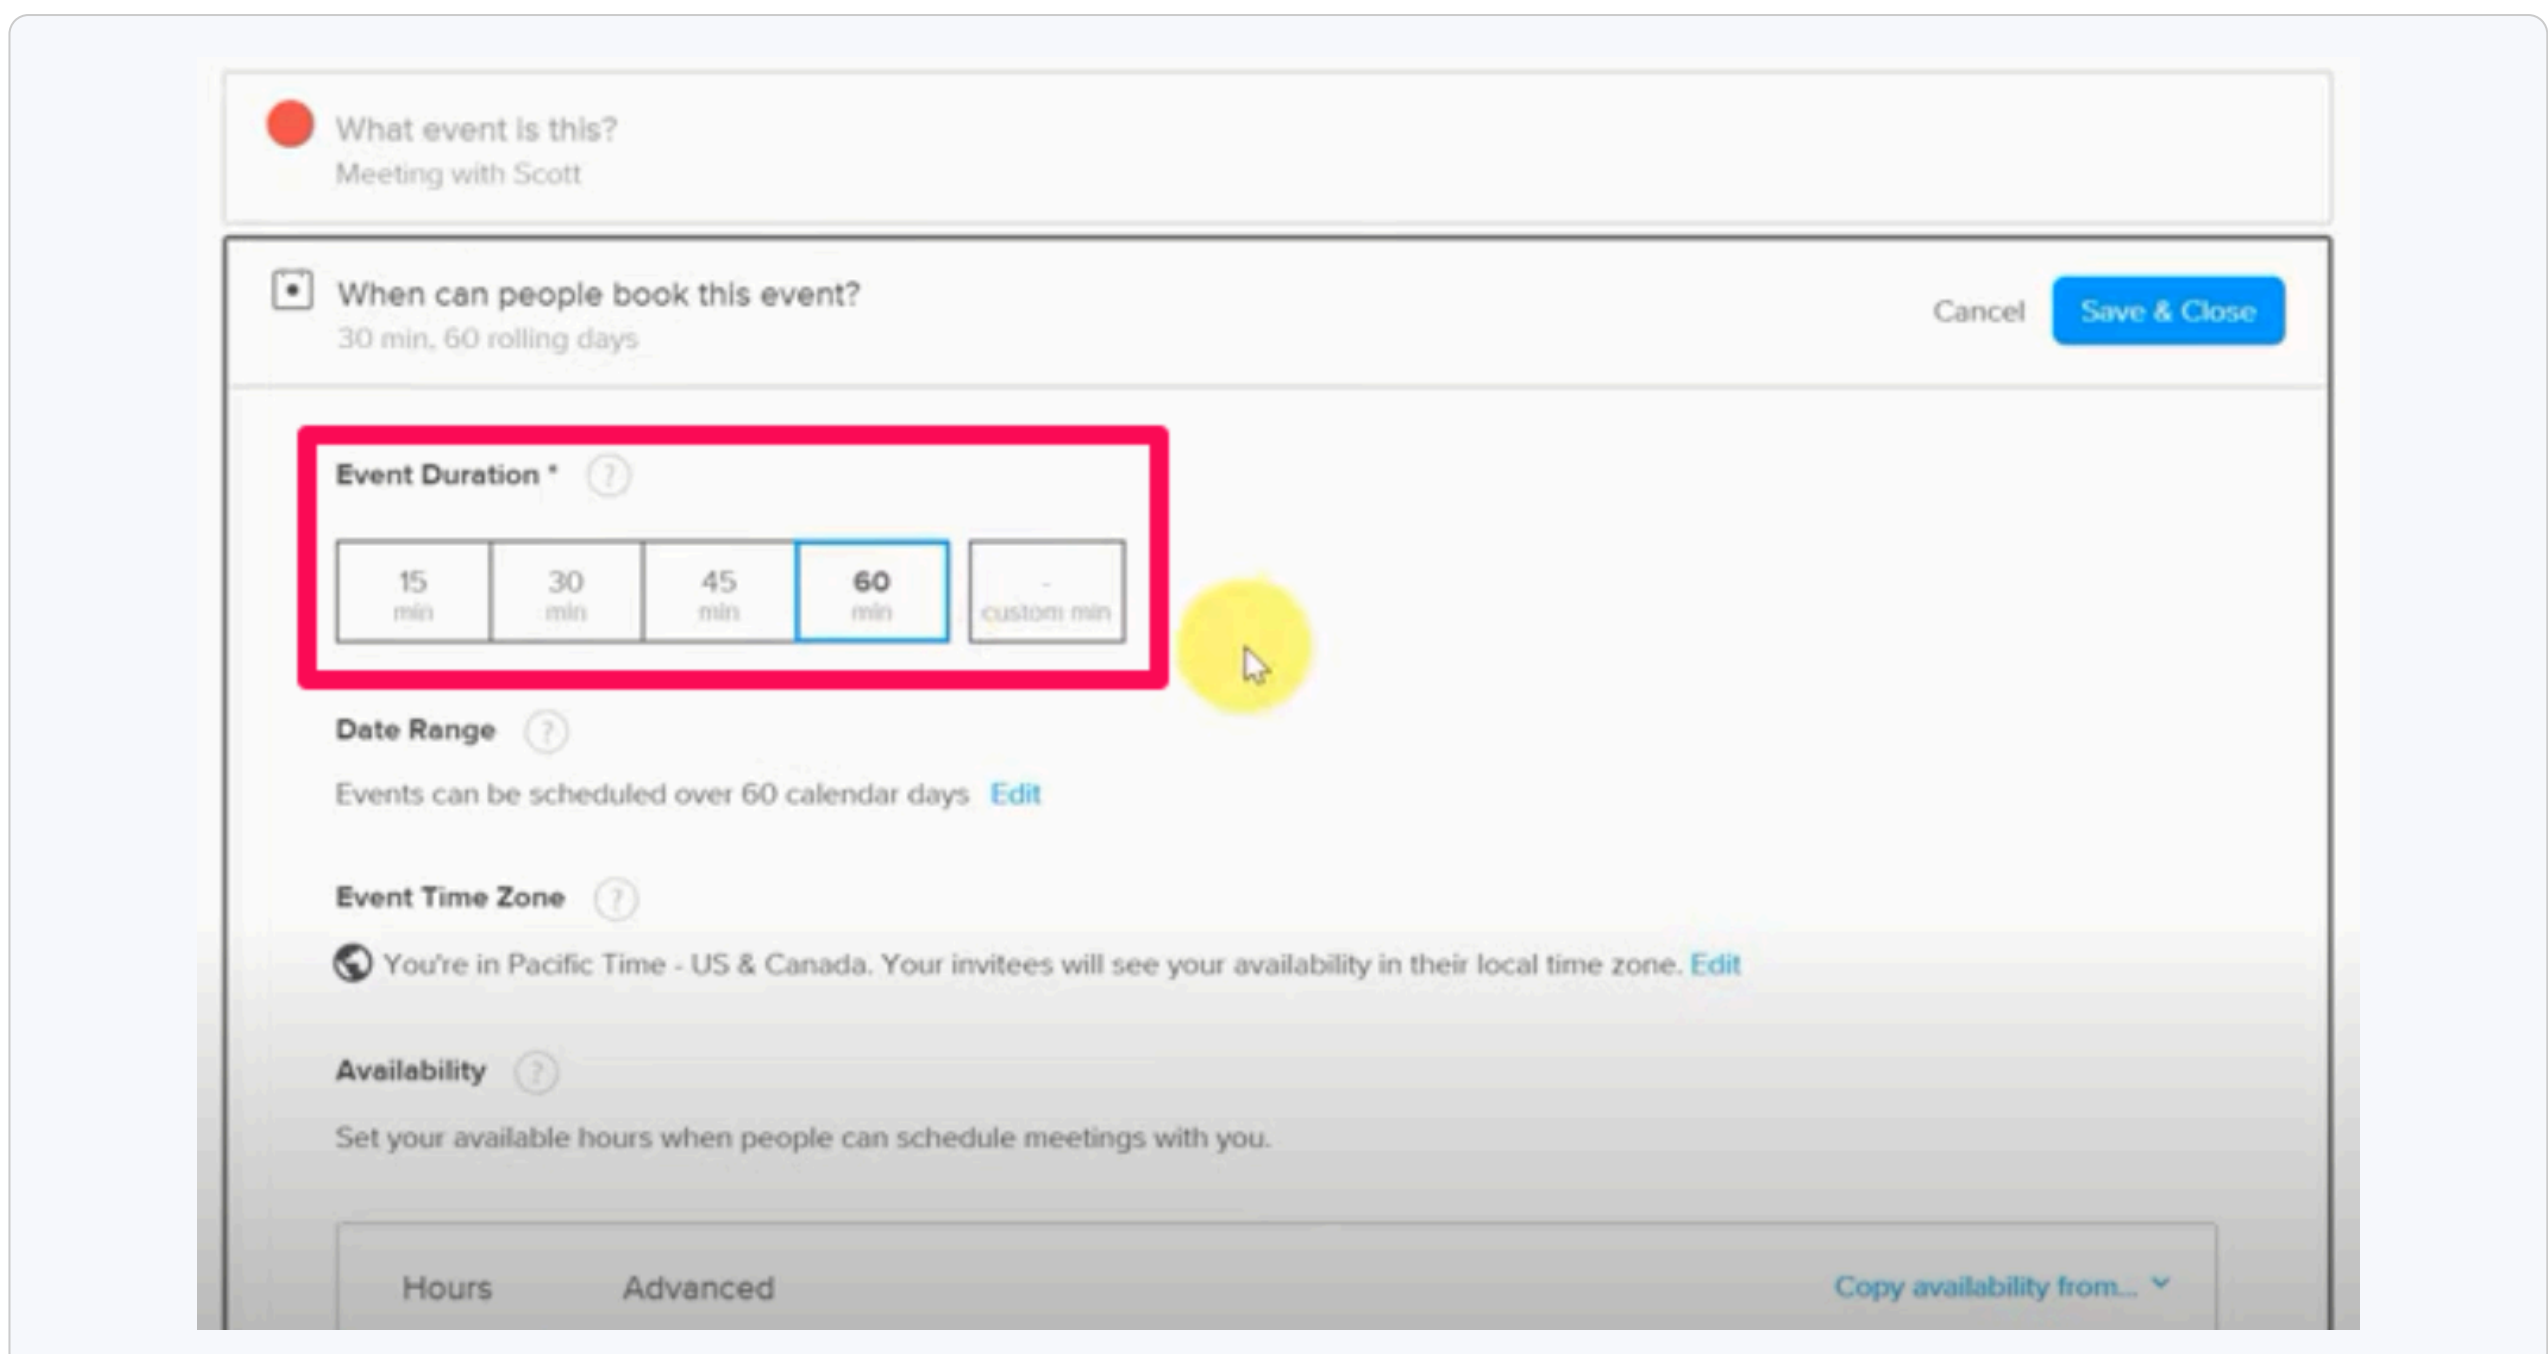 What event is this?
Meeting with Scott
When can people book this event?
30 min, 60 rolling days
Cancel
Save & Close
Event Duration * ?
15 min
30 min
45 min
60 min
- custom min
Date Range ?
Events can be scheduled over 60 calendar days Edit
Event Time Zone ?
You're in Pacific Time - US & Canada. Your invitees will see your availability in their local time zone. Edit
Availability ?
Set your available hours when people can schedule meetings with you.
Hours Advanced Copy availability from...